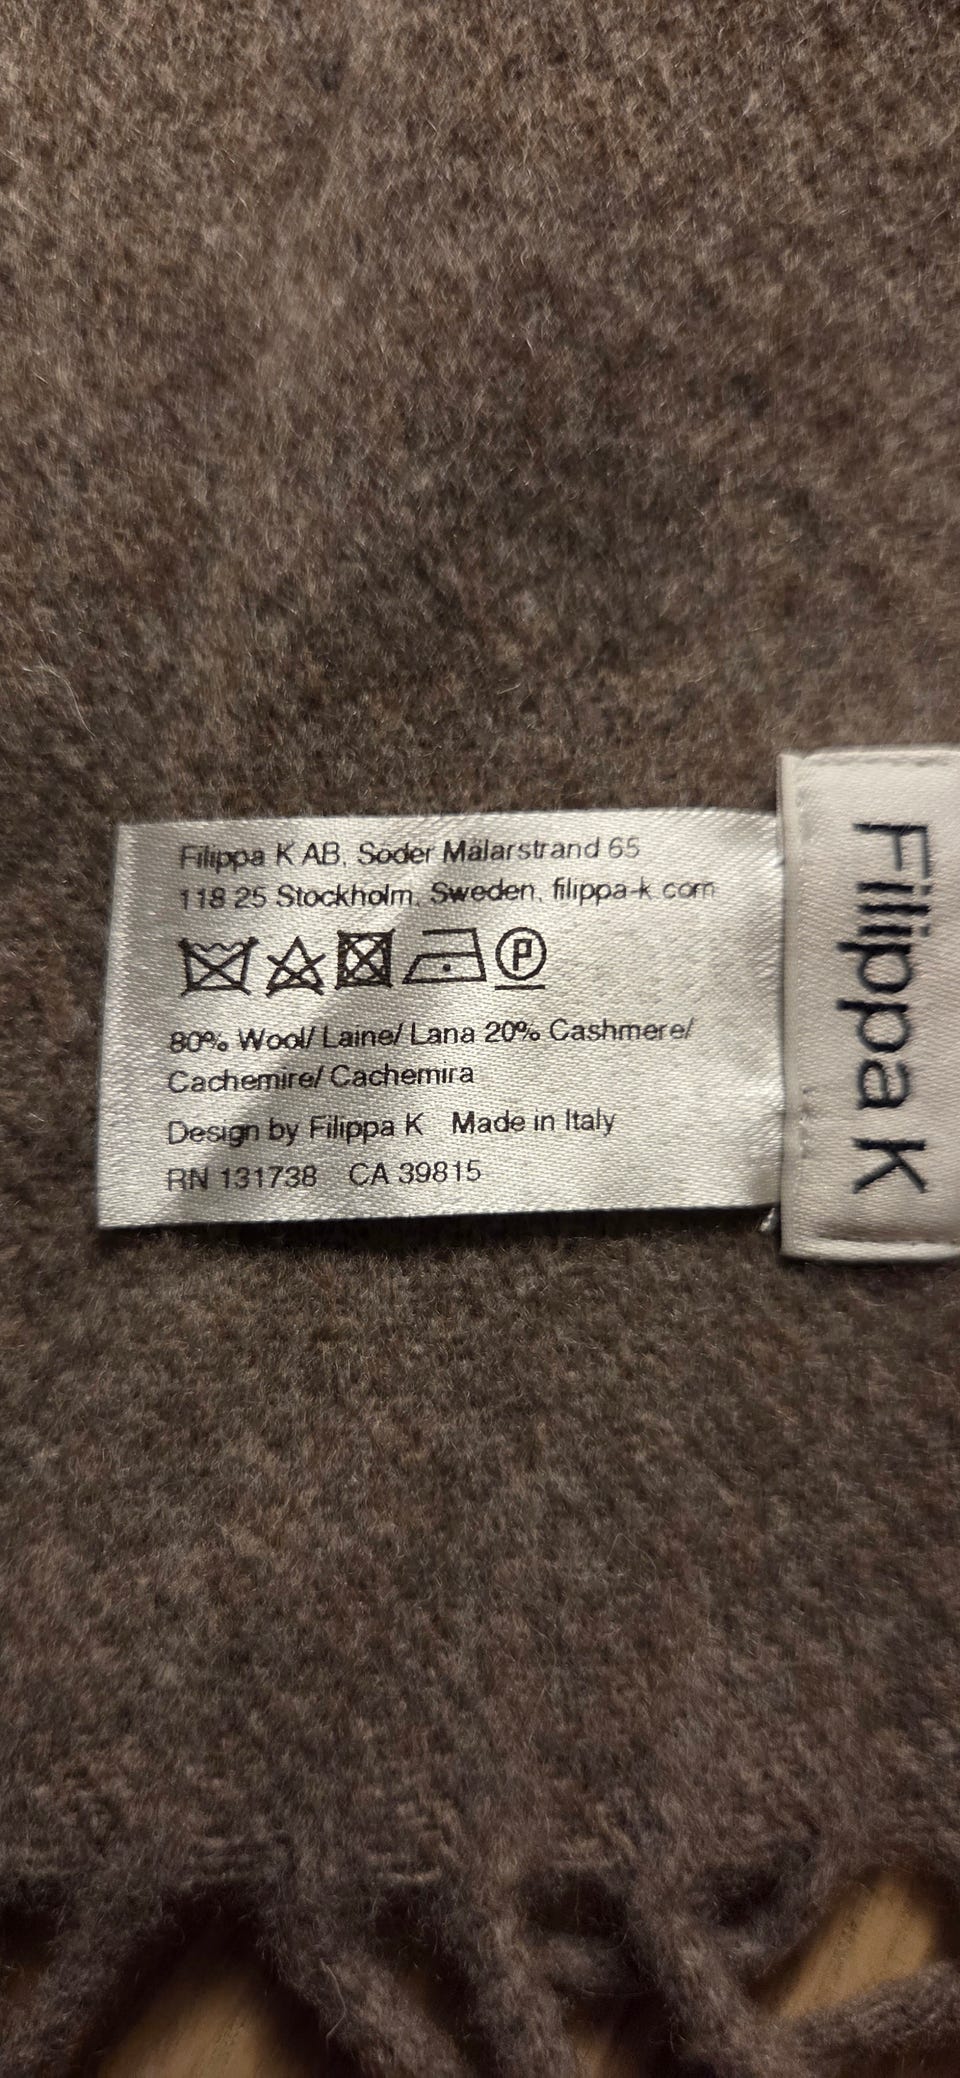 Filippa K AB, Söder Mälarstrand 65
118 25 Stockholm, Sweden, filippa-k.com
P
80% Wool/ Laine/ Lana 20% Cashmere/
Cachemire/ Cachemira
Design by Filippa K Made in Italy
RN 131738 CA 39815
Filippa K